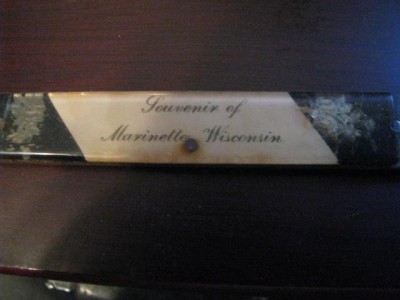 Souvenir of
Marinette Wisconsin